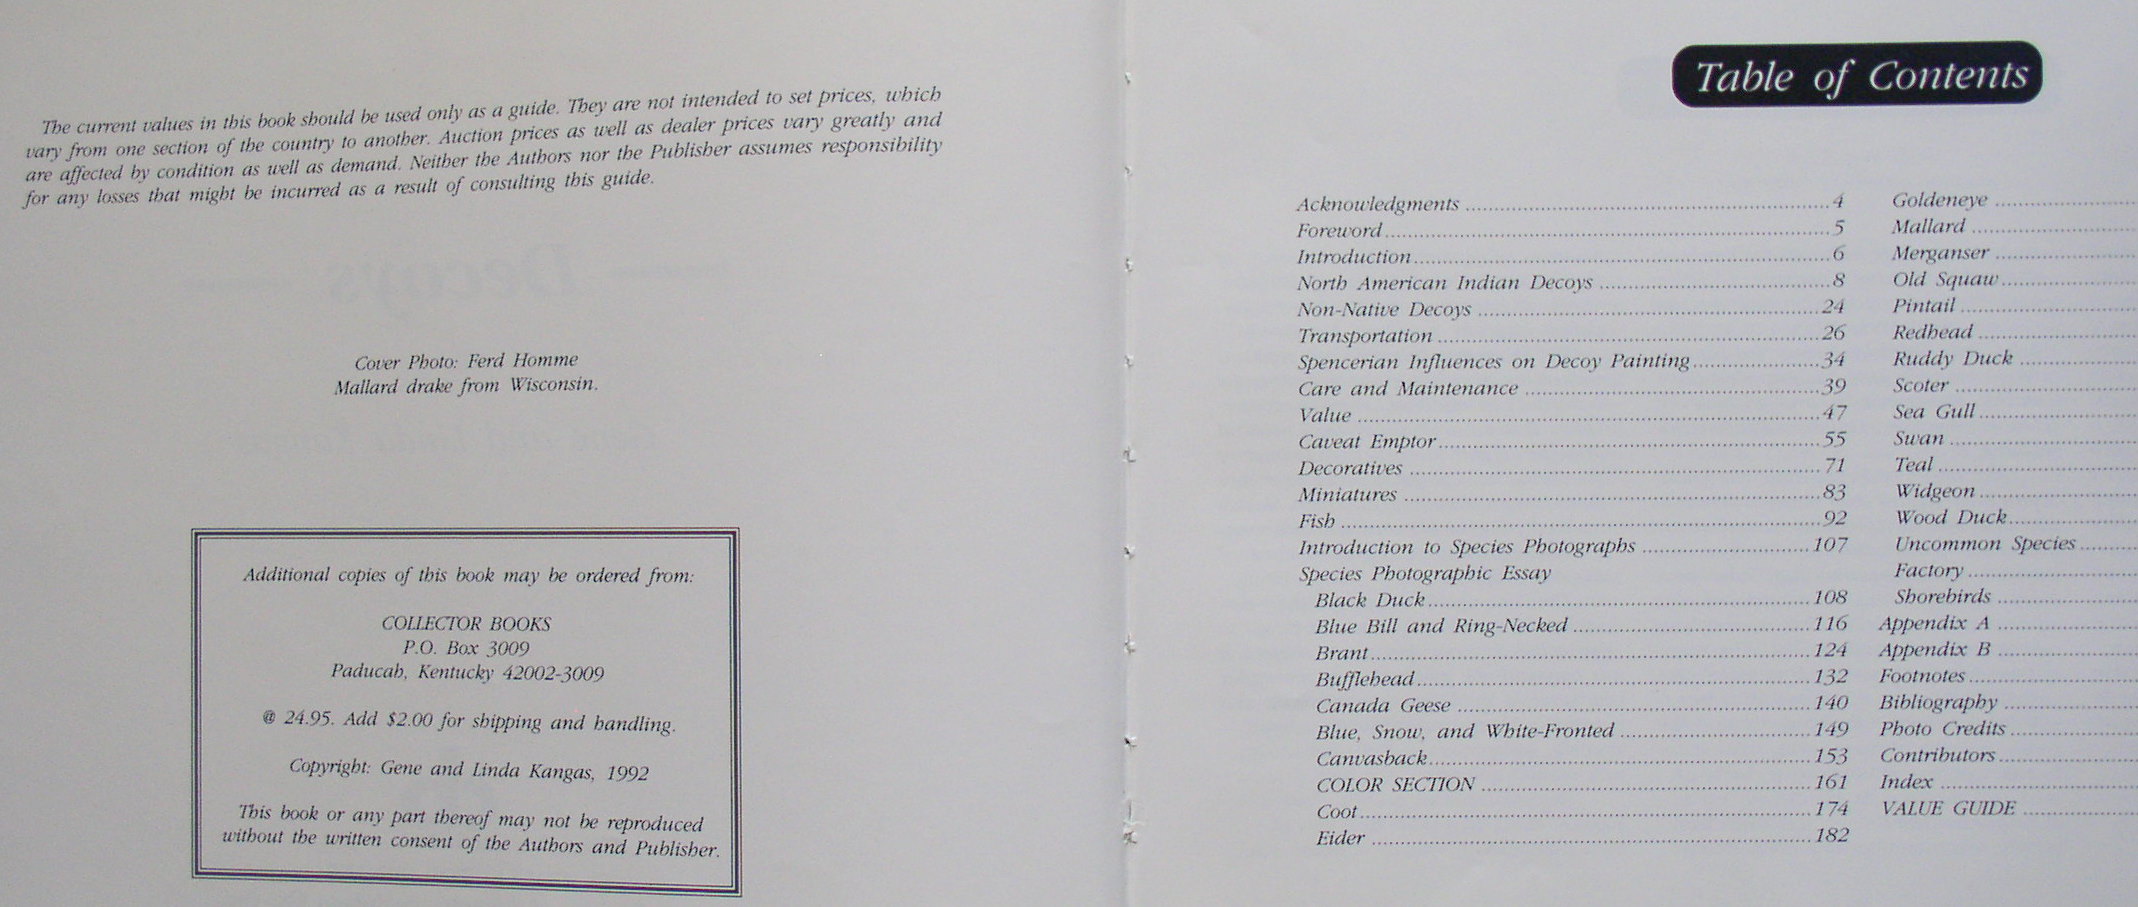 The current values in this book should be used only as a guide. They are not intended to set prices, which
vary from one section of the country to another. Auction prices as well as dealer prices vary greatly and
are affected by condition as well as demand. Neither the Authors nor the Publisher assumes responsibility
for any losses that might be incurred as a result of consulting this guide.
Cover Photo: Ferd Homme
Mallard drake from Wisconsin.
Additional copies of this book may be ordered from:
COLLECTOR BOOKS
P.O. Box 3009
Paducah, Kentucky 42002-3009
@ 24.95. Add $2.00 for shipping and handling.
Copyright: Gene and Linda Kangas, 1992
This book or any part thereof may not be reproduced
without the written consent of the Authors and Publisher.
Table of Contents
Acknowledgments ........ 4
Foreword ........ 5
Introduction ........ 6
North American Indian Decoys ........ 8
Non-Native Decoys ........ 24
Transportation ........ 26
Spencerian Influences on Decoy Painting ........ 34
Care and Maintenance ........ 39
Value ........ 47
Caveat Emptor ........ 55
Decoratives ........ 71
Miniatures ........ 83
Fish ........ 92
Introduction to Species Photographs ........ 107
Species Photographic Essay
Black Duck ........ 108
Blue Bill and Ring-Necked ........ 116
Brant ........ 124
Bufflehead ........ 132
Canada Geese ........ 140
Blue, Snow, and White-Fronted ........ 149
Canvasback ........ 153
COLOR SECTION ........ 161
Coot ........ 174
Eider ........ 182
Goldeneye ........
Mallard ........
Merganser ........
Old Squaw ........
Pintail ........
Redhead ........
Ruddy Duck ........
Scoter ........
Sea Gull ........
Swan ........
Teal ........
Widgeon ........
Wood Duck ........
Uncommon Species ........
Factory ........
Shorebirds ........
Appendix A ........
Appendix B ........
Footnotes ........
Bibliography ........
Photo Credits ........
Contributors ........
Index ........
VALUE GUIDE ........